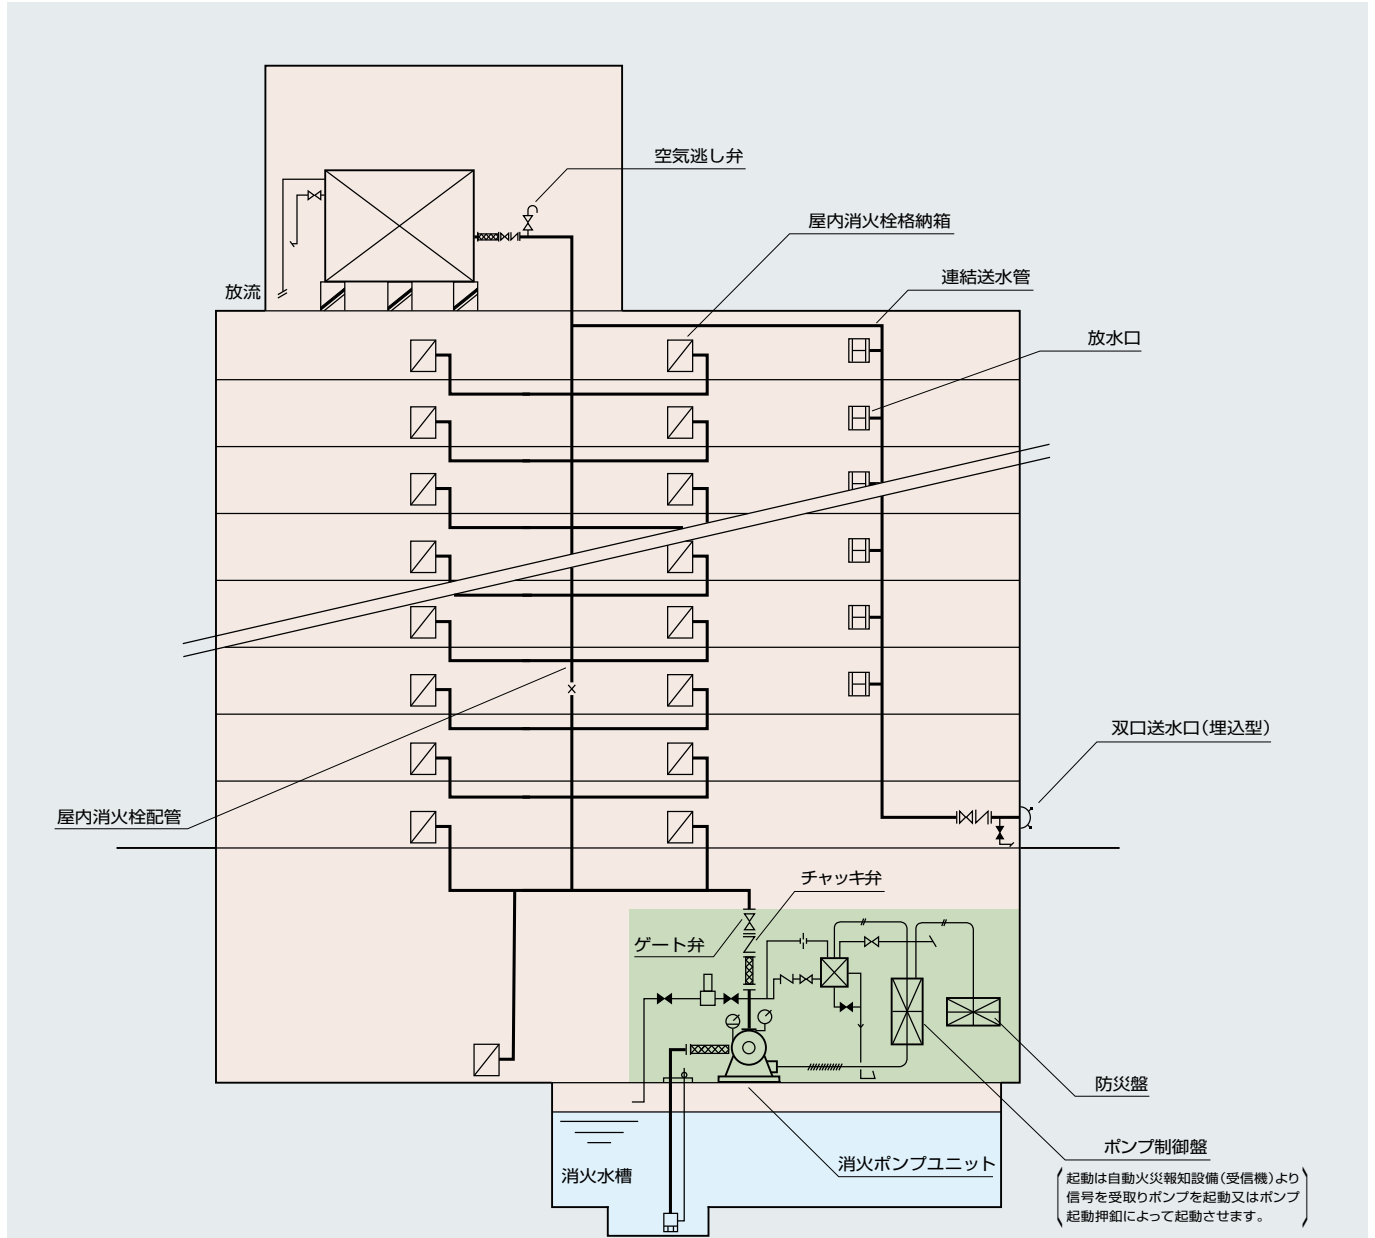 空気逃し弁
屋内消火栓格納箱
連結送水管
放流
放水口
双口送水口（埋込型）
屋内消火栓配管
チャッキ弁
ゲート弁
防災盤
ポンプ制御盤
消火ポンプユニット
消火水槽
起動は自動火災報知設備（受信機）より
信号を受取りポンプを起動又はポンプ
起動押釦によって起動させます。